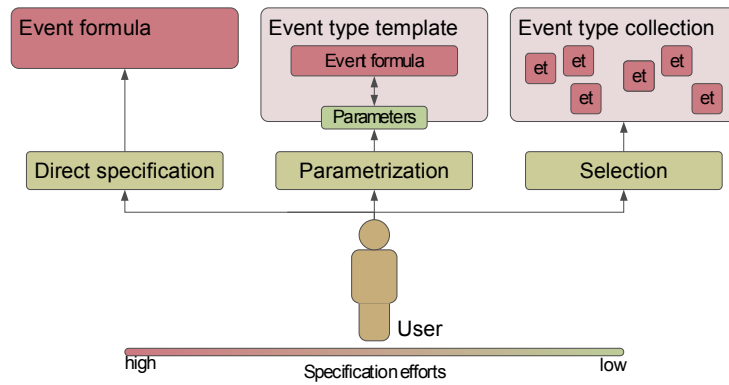 Event formula
Event type template
Event formula
Parameters
Event type collection
et
et
et
et
et
et
Direct specification
Parametrization
Selection
User
high
low
Specification efforts